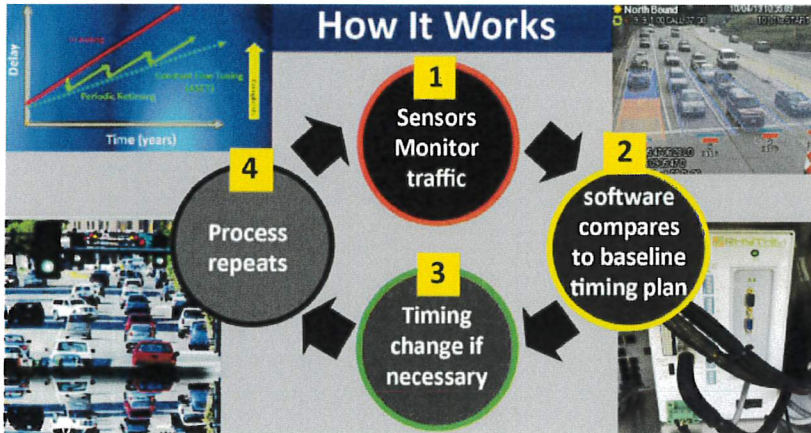 How It Works
Delay
Periodic Retiming
Time (years)
North Bound
1
Sensors
Monitor
traffic
2
software
compares
to baseline
timing plan
3
Timing
change if
necessary
4
Process
repeats